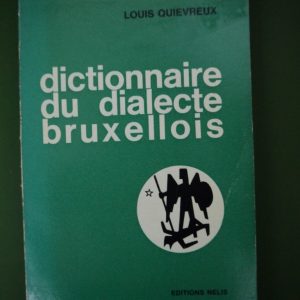 LOUIS QUIEVREUX
dictionnaire
du dialecte
bruxellois
EDITIONS NELIS